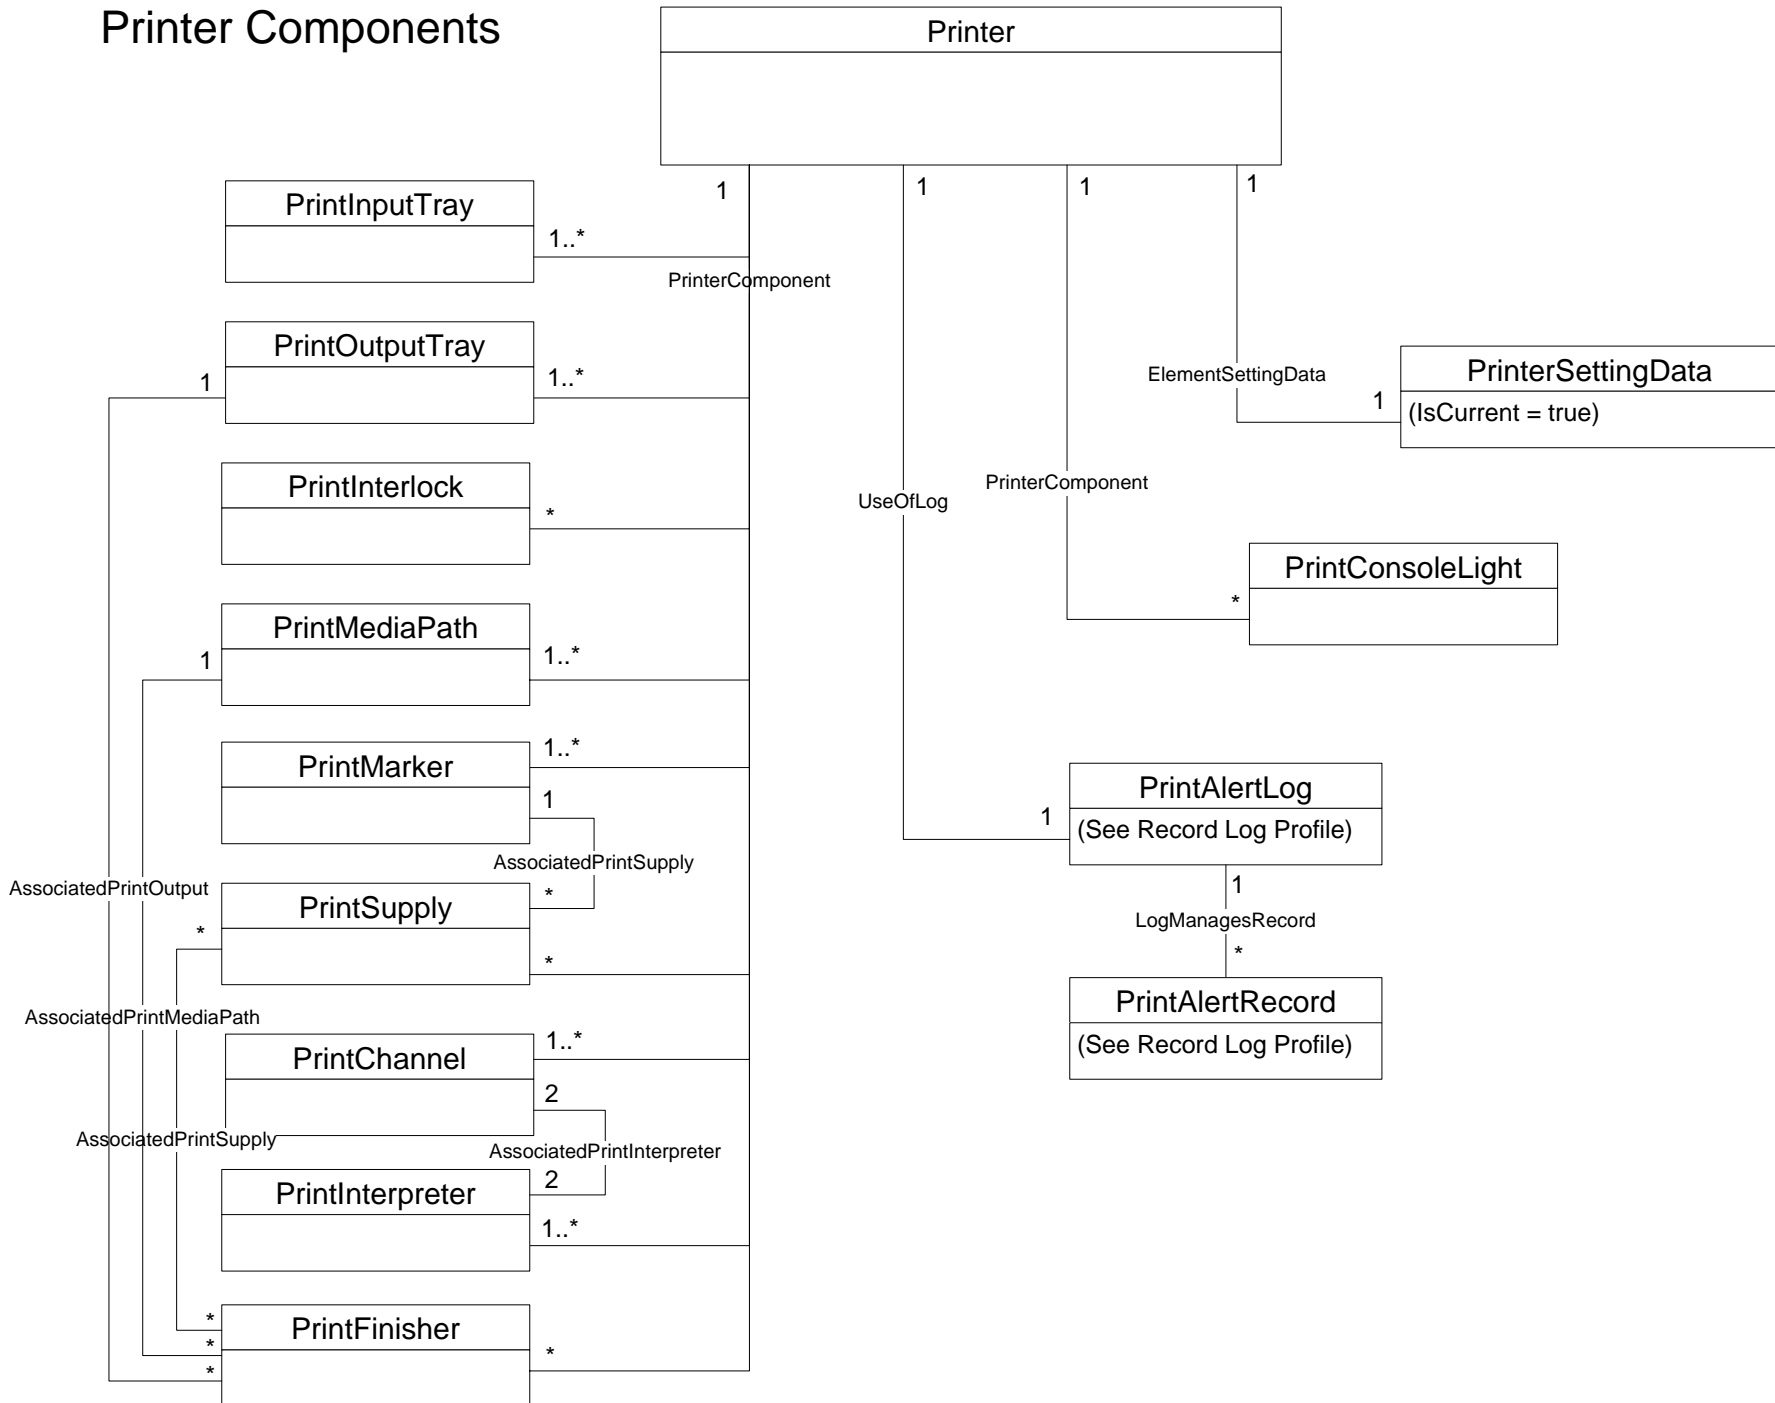 Printer Components
Printer
1
1
1
1
PrintInputTray
1..*
PrinterComponent
PrintOutputTray
1
1..*
ElementSettingData
PrinterSettingData
1
(IsCurrent = true)
PrintInterlock
*
UseOfLog
PrinterComponent
PrintConsoleLight
*
PrintMediaPath
1
1..*
PrintMarker
1..*
1
PrintAlertLog
1
(See Record Log Profile)
AssociatedPrintSupply
AssociatedPrintOutput
PrintSupply
*
*
*
1
LogManagesRecord
*
PrintAlertRecord
(See Record Log Profile)
AssociatedPrintMediaPath
PrintChannel
1..*
2
AssociatedPrintSupply
AssociatedPrintInterpreter
PrintInterpreter
2
1..*
PrintFinisher
*
*
*
*